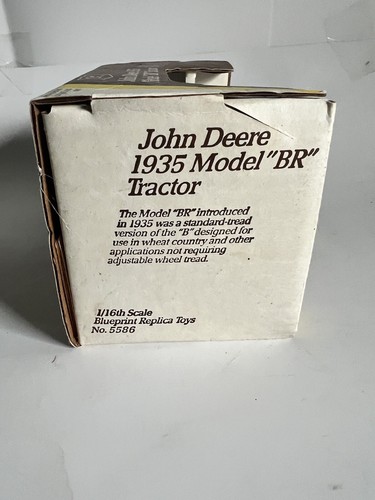 John Deere
1935 Model "BR"
Tractor
The Model "BR" introduced
in 1935 was a standard-tread
version of the "B" designed for
use in wheat country and other
applications not requiring
adjustable wheel tread.
1/16th Scale
Blueprint Replica Toys
No. 5586